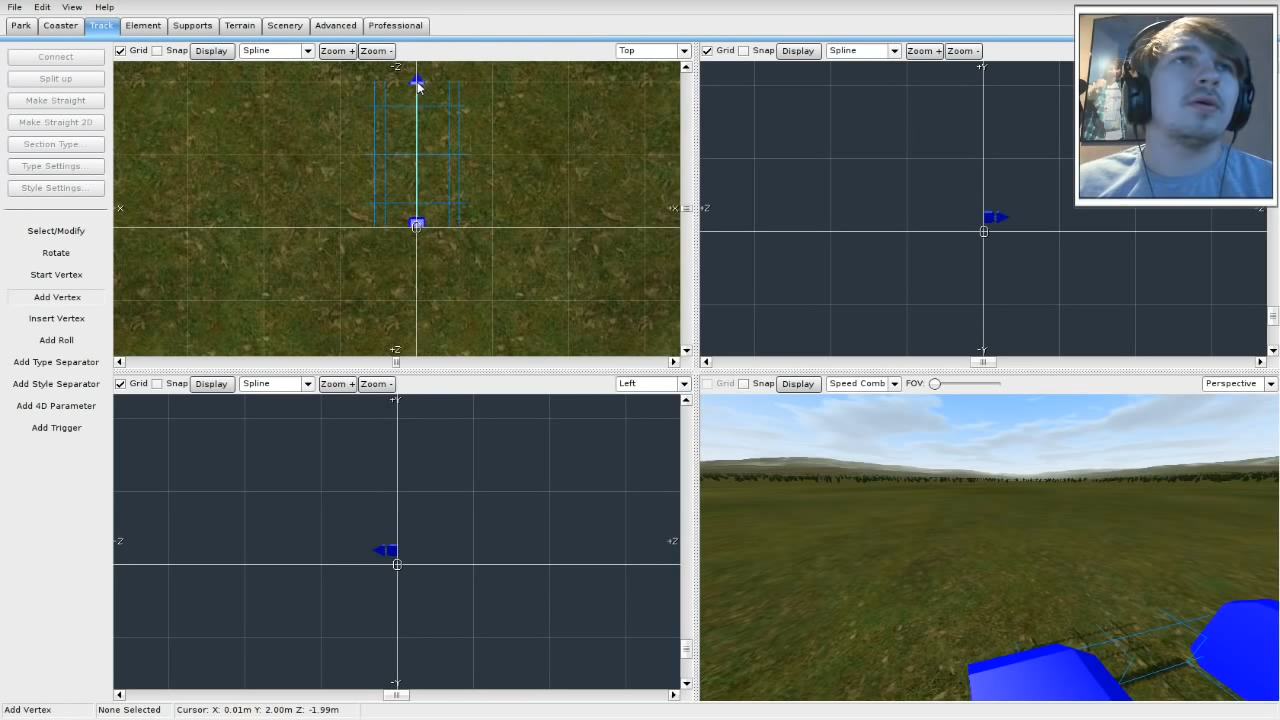 File Edit View Help
Park Coaster Track Element Supports Terrain Scenery Advanced Professional
Connect
Split up
Make Straight
Make Straight 2D
Section Type...
Type Settings...
Style Settings...
Select/Modify
Rotate
Start Vertex
Add Vertex
Insert Vertex
Add Roll
Add Type Separator
Add Style Separator
Add 4D Parameter
Add Trigger
Grid Snap Display Spline Zoom + Zoom - Top
-Z
-X +X
+Z
Grid Snap Display Spline Zoom + Zoom -
+Y
+Z
-Y
Grid Snap Display Spline Zoom + Zoom - Left
+Y
-Z +Z
-Y
Grid Snap Display Speed Comb FOV: Perspective
Add Vertex None Selected Cursor: X: 0.01m Y: 2.00m Z: -1.99m